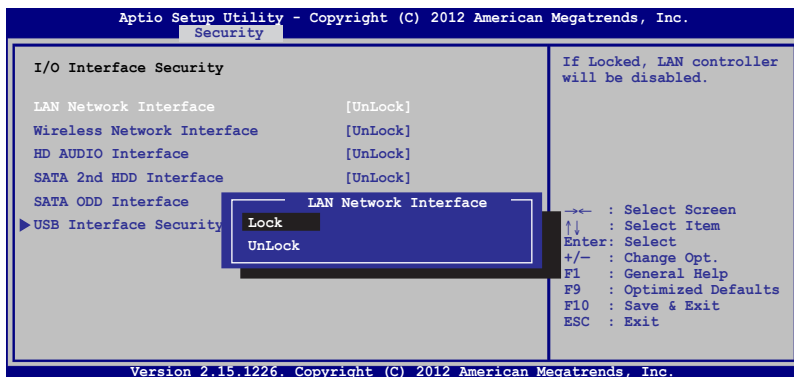 Aptio Setup Utility - Copyright (C) 2012 American Megatrends, Inc.
Security
I/O Interface Security
LAN Network Interface [UnLock]
Wireless Network Interface [UnLock]
HD AUDIO Interface [UnLock]
SATA 2nd HDD Interface [UnLock]
SATA ODD Interface
USB Interface Security
LAN Network Interface
Lock
UnLock
If Locked, LAN controller
will be disabled.
→← : Select Screen
↑↓ : Select Item
Enter: Select
+/— : Change Opt.
F1 : General Help
F9 : Optimized Defaults
F10 : Save & Exit
ESC : Exit
Version 2.15.1226. Copyright (C) 2012 American Megatrends, Inc.